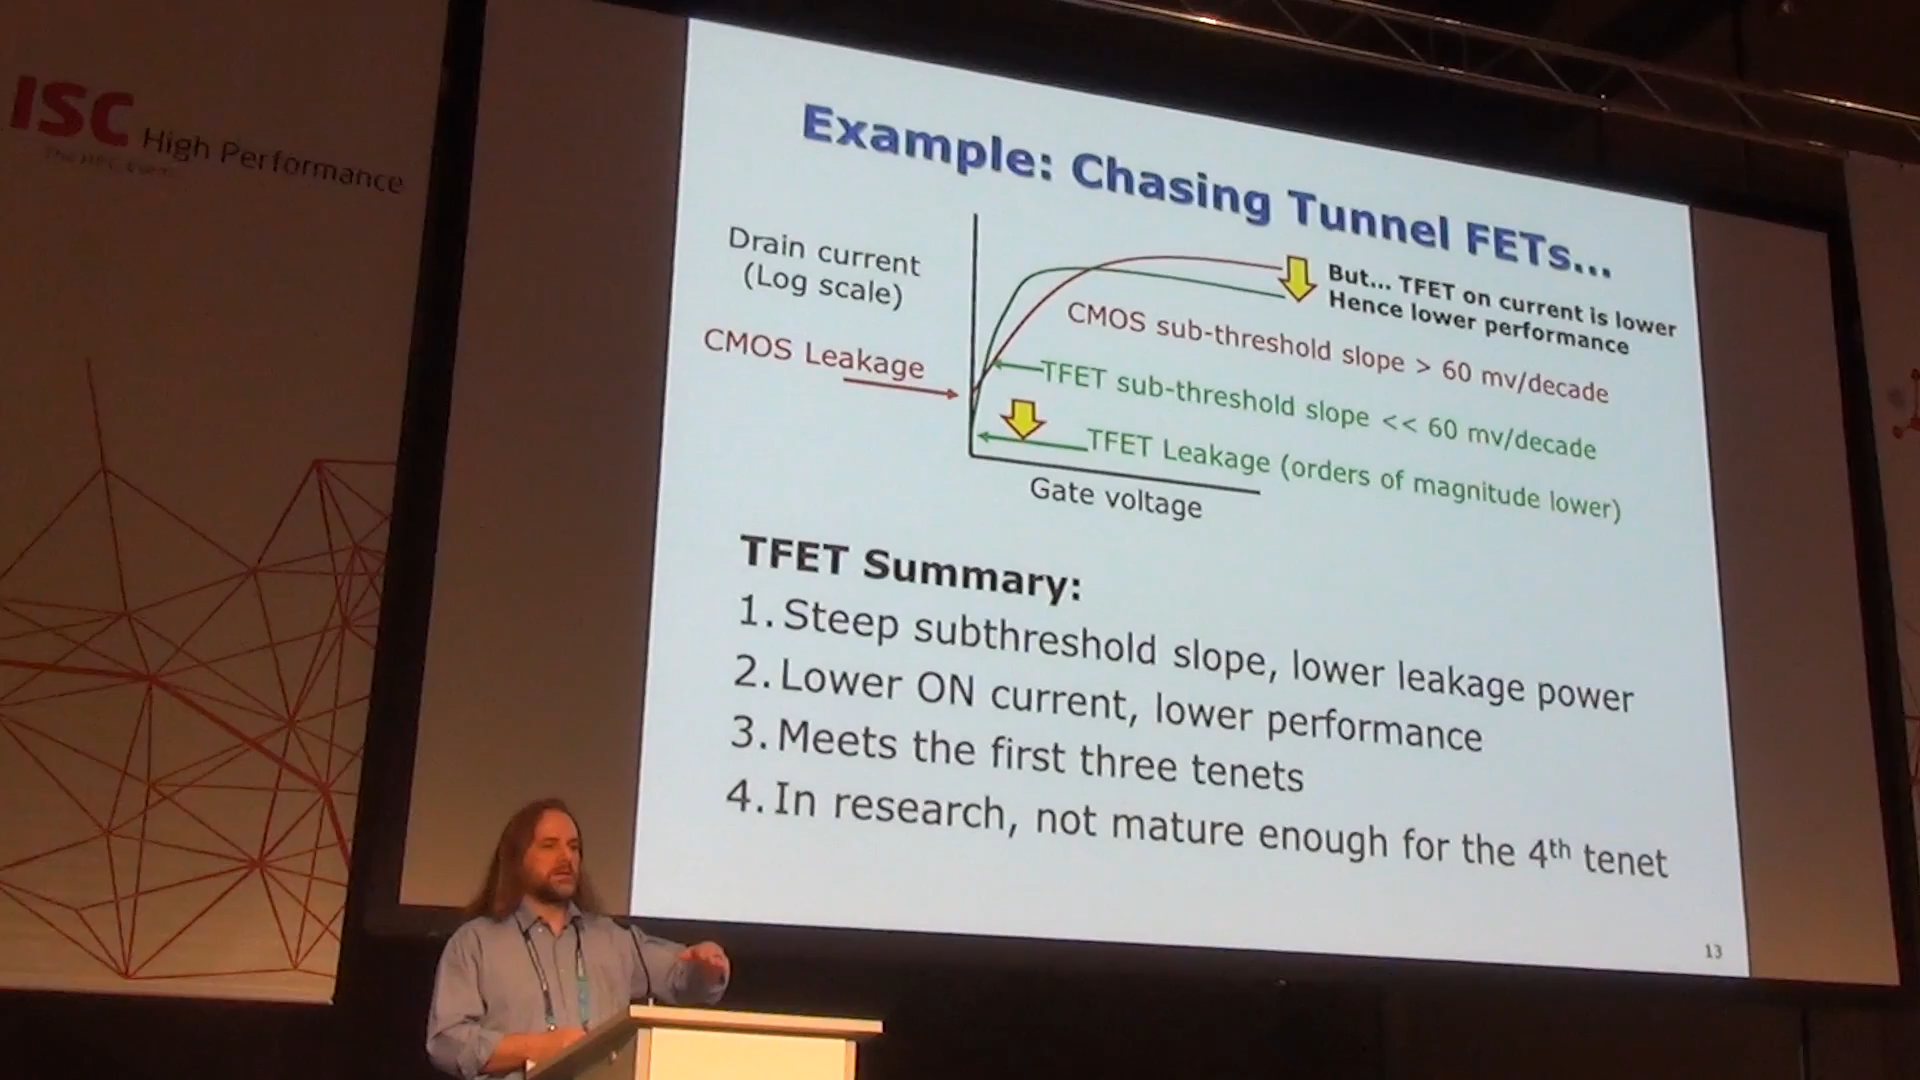 ISC
High Performance
Example: Chasing Tunnel FETs...
Drain current
(Log scale)
But... TFET on current is lower
Hence lower performance
CMOS Leakage
CMOS sub-threshold slope > 60 mv/decade
TFET sub-threshold slope << 60 mv/decade
TFET Leakage (orders of magnitude lower)
Gate voltage
TFET Summary:
1. Steep subthreshold slope, lower leakage power
2. Lower ON current, lower performance
3. Meets the first three tenets
4. In research, not mature enough for the 4th tenet
13